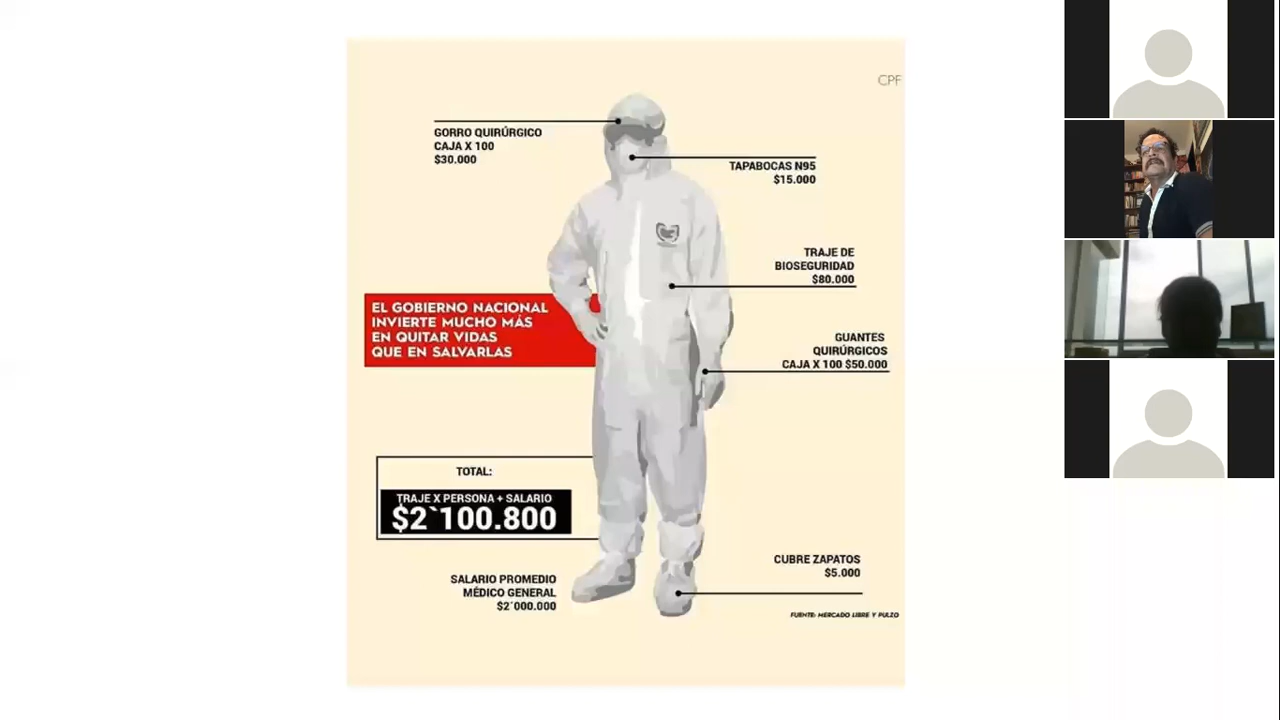 CPF
GORRO QUIRÚRGICO
CAJA X 100
$30.000
TAPABOCAS N95
$15.000
TRAJE DE
BIOSEGURIDAD
$80.000
EL GOBIERNO NACIONAL
INVIERTE MUCHO MÁS
EN QUITAR VIDAS
QUE EN SALVARLAS
GUANTES
QUIRÚRGICOS
CAJA X 100 $50.000
TOTAL:
TRAJE X PERSONA + SALARIO
$2`100.800
SALARIO PROMEDIO
MÉDICO GENERAL
$2´000.000
CUBRE ZAPATOS
$5.000
FUENTE: MERCADO LIBRE Y PULZO